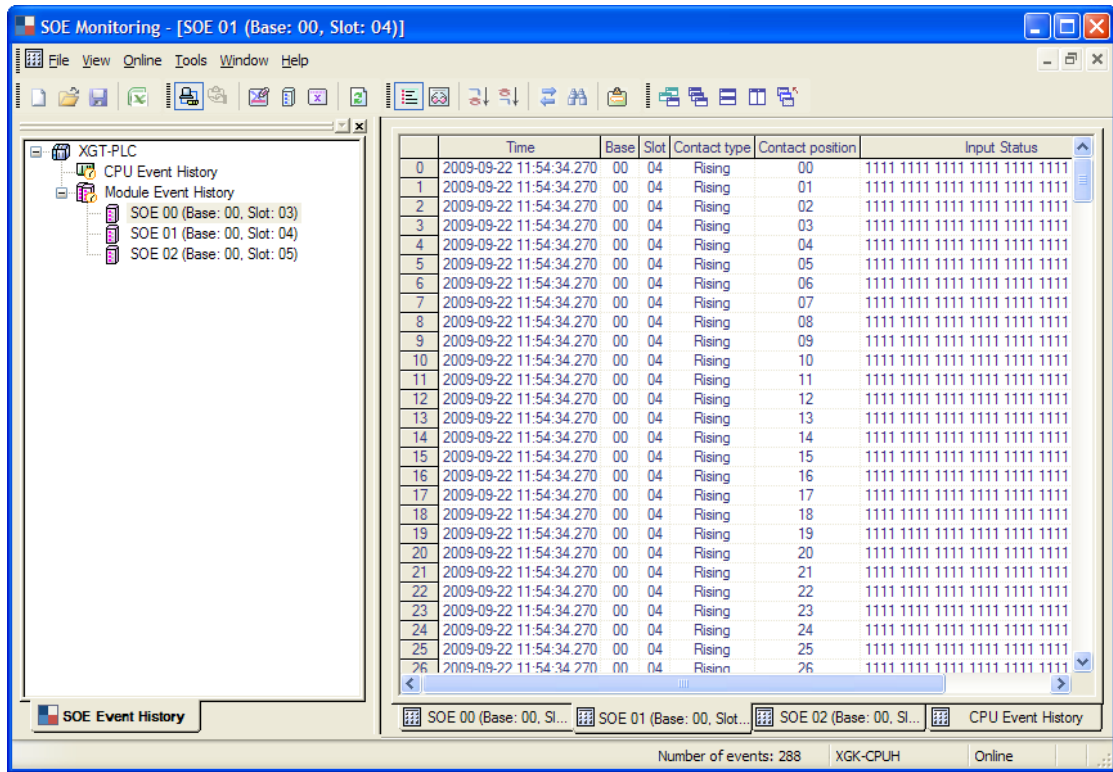 SOE Monitoring - [SOE 01 (Base: 00, Slot: 04)]
File View Online Tools Window Help
XGT-PLC
CPU Event History
Module Event History
SOE 00 (Base: 00, Slot: 03)
SOE 01 (Base: 00, Slot: 04)
SOE 02 (Base: 00, Slot: 05)
SOE Event History
Time Base Slot Contact type Contact position Input Status
0 2009-09-22 11:54:34.270 00 04 Rising 00 1111 1111 1111 1111 1111 1111
1 2009-09-22 11:54:34.270 00 04 Rising 01 1111 1111 1111 1111 1111 1111
2 2009-09-22 11:54:34.270 00 04 Rising 02 1111 1111 1111 1111 1111 1111
3 2009-09-22 11:54:34.270 00 04 Rising 03 1111 1111 1111 1111 1111 1111
4 2009-09-22 11:54:34.270 00 04 Rising 04 1111 1111 1111 1111 1111 1111
5 2009-09-22 11:54:34.270 00 04 Rising 05 1111 1111 1111 1111 1111 1111
6 2009-09-22 11:54:34.270 00 04 Rising 06 1111 1111 1111 1111 1111 1111
7 2009-09-22 11:54:34.270 00 04 Rising 07 1111 1111 1111 1111 1111 1111
8 2009-09-22 11:54:34.270 00 04 Rising 08 1111 1111 1111 1111 1111 1111
9 2009-09-22 11:54:34.270 00 04 Rising 09 1111 1111 1111 1111 1111 1111
10 2009-09-22 11:54:34.270 00 04 Rising 10 1111 1111 1111 1111 1111 1111
11 2009-09-22 11:54:34.270 00 04 Rising 11 1111 1111 1111 1111 1111 1111
12 2009-09-22 11:54:34.270 00 04 Rising 12 1111 1111 1111 1111 1111 1111
13 2009-09-22 11:54:34.270 00 04 Rising 13 1111 1111 1111 1111 1111 1111
14 2009-09-22 11:54:34.270 00 04 Rising 14 1111 1111 1111 1111 1111 1111
15 2009-09-22 11:54:34.270 00 04 Rising 15 1111 1111 1111 1111 1111 1111
16 2009-09-22 11:54:34.270 00 04 Rising 16 1111 1111 1111 1111 1111 1111
17 2009-09-22 11:54:34.270 00 04 Rising 17 1111 1111 1111 1111 1111 1111
18 2009-09-22 11:54:34.270 00 04 Rising 18 1111 1111 1111 1111 1111 1111
19 2009-09-22 11:54:34.270 00 04 Rising 19 1111 1111 1111 1111 1111 1111
20 2009-09-22 11:54:34.270 00 04 Rising 20 1111 1111 1111 1111 1111 1111
21 2009-09-22 11:54:34.270 00 04 Rising 21 1111 1111 1111 1111 1111 1111
22 2009-09-22 11:54:34.270 00 04 Rising 22 1111 1111 1111 1111 1111 1111
23 2009-09-22 11:54:34.270 00 04 Rising 23 1111 1111 1111 1111 1111 1111
24 2009-09-22 11:54:34.270 00 04 Rising 24 1111 1111 1111 1111 1111 1111
25 2009-09-22 11:54:34.270 00 04 Rising 25 1111 1111 1111 1111 1111 1111
26 2009-09-22 11:54:34.270 00 04 Rising 26 1111 1111 1111 1111 1111 1111
SOE 00 (Base: 00, Sl... SOE 01 (Base: 00, Slot... SOE 02 (Base: 00, Sl... CPU Event History
Number of events: 288 XGK-CPUH Online